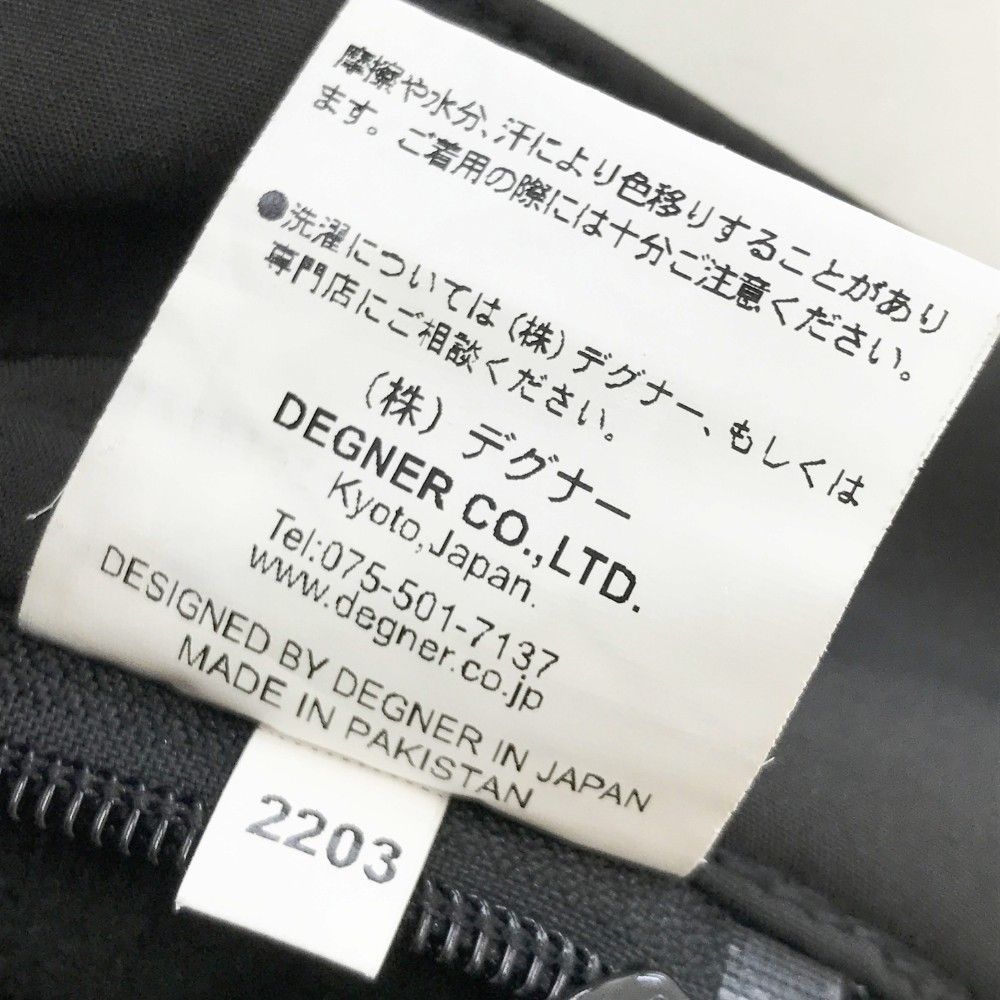 摩擦や水分、汗により色移りすることがあり
ます。ご着用の際には十分ご注意ください。
●洗濯については(株)デグナー、もしくは
専門店にご相談ください。
(株)デグナー
DEGNER CO.,LTD.
Kyoto,Japan.
Tel:075-501-7137
www.degner.co.jp
DESIGNED BY DEGNER IN JAPAN
MADE IN PAKISTAN
2203